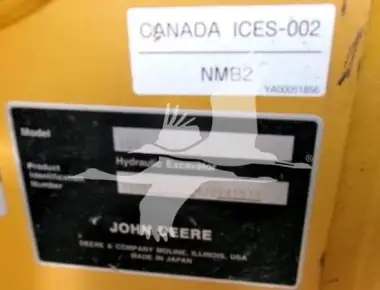 CANADA ICES-002
NMB2
YA00051856
Model
Hydraulic Excavator
Product
Identification
Number
JOHN DEERE
DEERE & COMPANY MOLINE, ILLINOIS, USA
MADE IN JAPAN